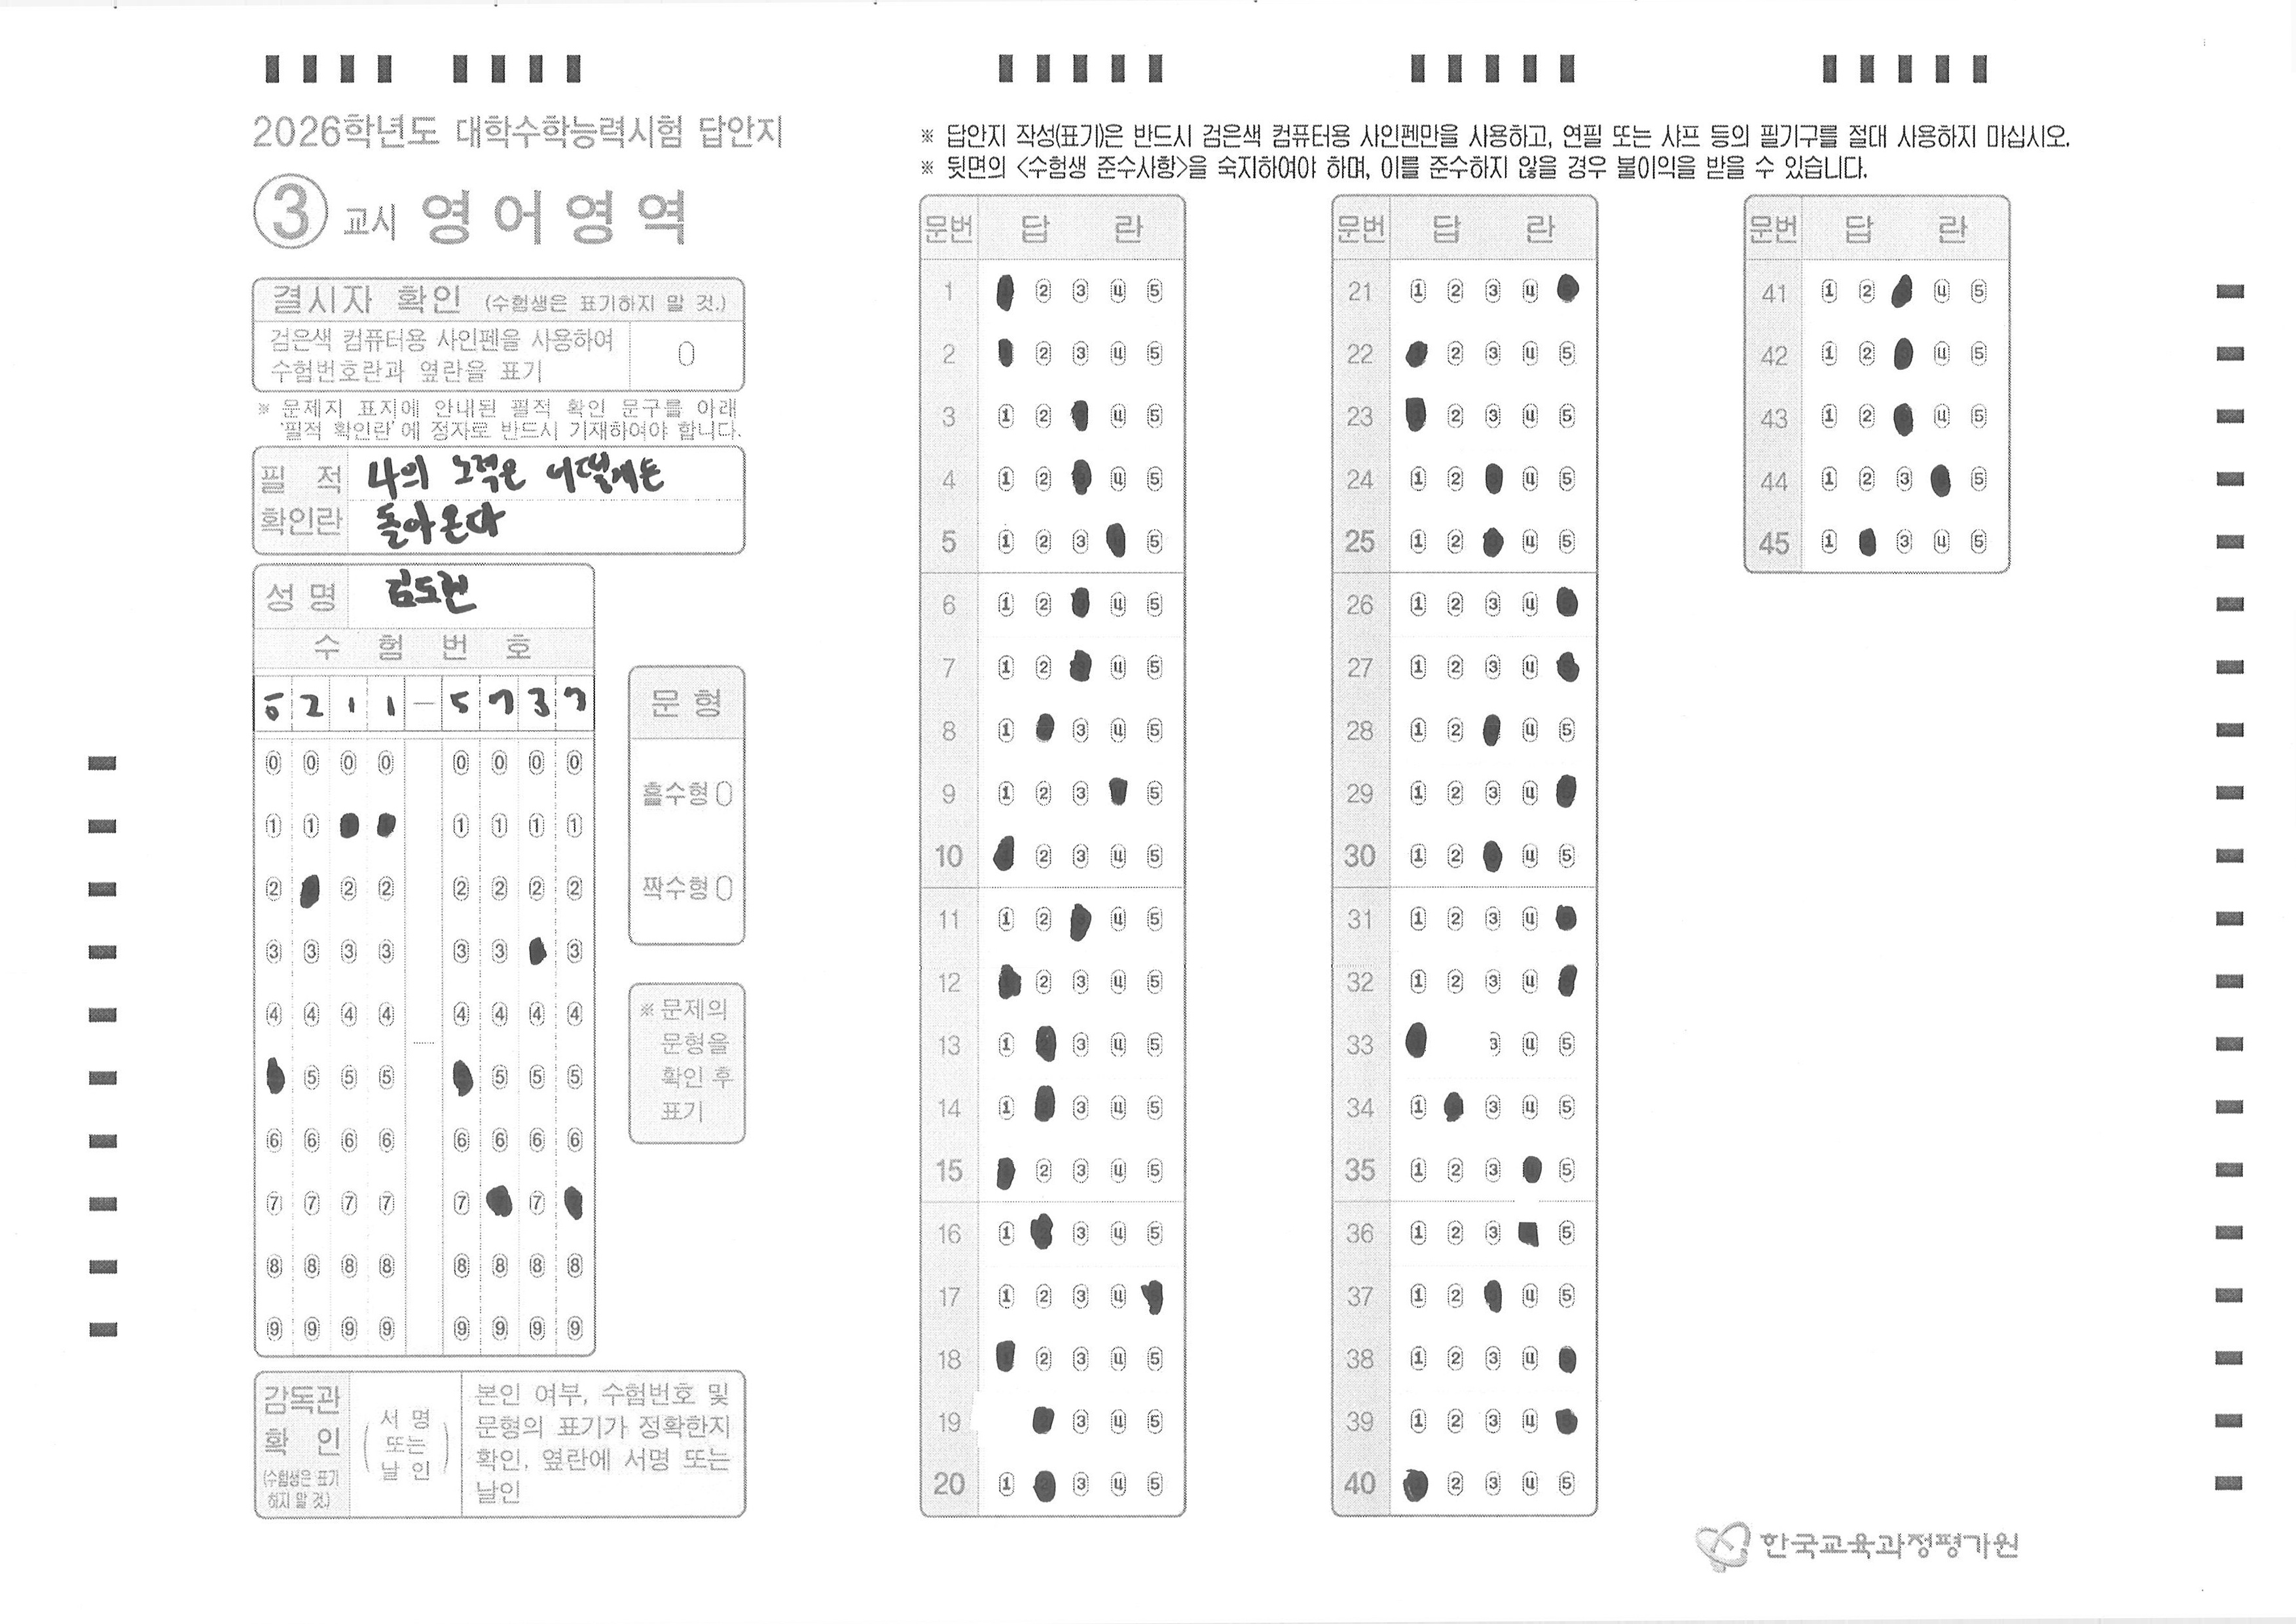 2026학년도 대학수학능력시험 답안지
③ 교시 영어영역
결시자 확인 (수험생은 표기하지 말 것.)
검은색 컴퓨터용 사인펜을 사용하여
수험번호란과 옆란을 표기
※ 문제지 표지에 안내된 필적 확인 문구를 아래
'필적 확인란'에 정자로 반드시 기재하여야 합니다.
필 적
확인란
나의 노력은 어떻게든
돌아온다
성 명 김도현
수 험 번 호
5 2 1 1 – 5 7 3 7
0 0 0 0 0 0 0 0
1 1 1 1 1 1
2 2 2 2 2 2 2
3 3 3 3 3 3 3
4 4 4 4 4 4 4 4
5 5 5 5 5 5
6 6 6 6 6 6 6 6
7 7 7 7 7 7
8 8 8 8 8 8 8 8
9 9 9 9 9 9 9 9
문 형
홀수형
짝수형
※ 문제의
문형을
확인 후
표기
감독관
확 인
(수험생은 표기
하지 말 것.)
( 서 명
또는
날 인 )
본인 여부, 수험번호 및
문형의 표기가 정확한지
확인, 옆란에 서명 또는
날인
※ 답안지 작성(표기)은 반드시 검은색 컴퓨터용 사인펜만을 사용하고, 연필 또는 샤프 등의 필기구를 절대 사용하지 마십시오.
※ 뒷면의 <수험생 준수사항>을 숙지하여야 하며, 이를 준수하지 않을 경우 불이익을 받을 수 있습니다.
문번 답 란
1 2 3 4 5
2 2 3 4 5
3 1 2 4 5
4 1 2 4 5
5 1 2 3 5
6 1 2 4 5
7 1 2 4 5
8 1 3 4 5
9 1 2 3 5
10 2 3 4 5
11 1 2 4 5
12 2 3 4 5
13 1 3 4 5
14 1 3 4 5
15 2 3 4 5
16 1 3 4 5
17 1 2 3 4
18 2 3 4 5
19 3 4 5
20 1 3 4 5
문번 답 란
21 1 2 3 4
22 2 3 4 5
23 2 3 4 5
24 1 2 4 5
25 1 2 4 5
26 1 2 3 4
27 1 2 3 4
28 1 2 4 5
29 1 2 3 4
30 1 2 4 5
31 1 2 3 4
32 1 2 3 4
33 3 4 5
34 1 3 4 5
35 1 2 3 5
36 1 2 3 5
37 1 2 4 5
38 1 2 3 4
39 1 2 3 4
40 2 3 4 5
문번 답 란
41 1 2 4 5
42 1 2 4 5
43 1 2 4 5
44 1 2 3 5
45 1 3 4 5
한국교육과정평가원